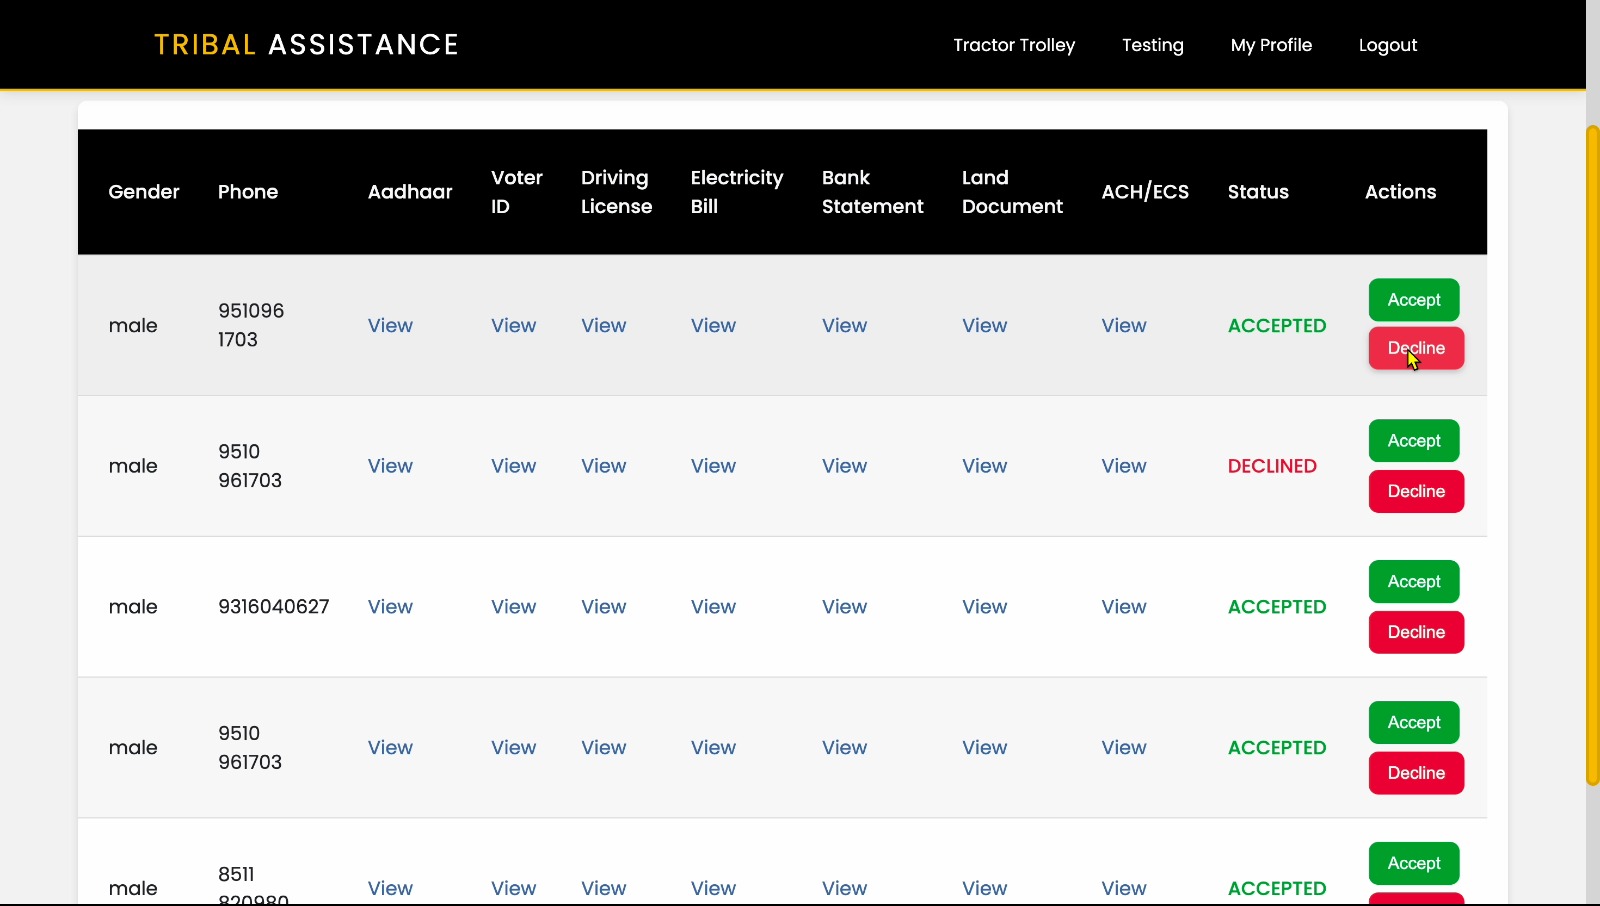 TRIBAL ASSISTANCE
Tractor Trolley Testing My Profile Logout
Gender Phone Aadhaar Voter ID Driving License Electricity Bill Bank Statement Land Document ACH/ECS Status Actions
male 951096 1703 View View View View View View View ACCEPTED Accept Decline
male 9510 961703 View View View View View View View DECLINED Accept Decline
male 9316040627 View View View View View View View ACCEPTED Accept Decline
male 9510 961703 View View View View View View View ACCEPTED Accept Decline
male 8511 820980 View View View View View View View ACCEPTED Accept